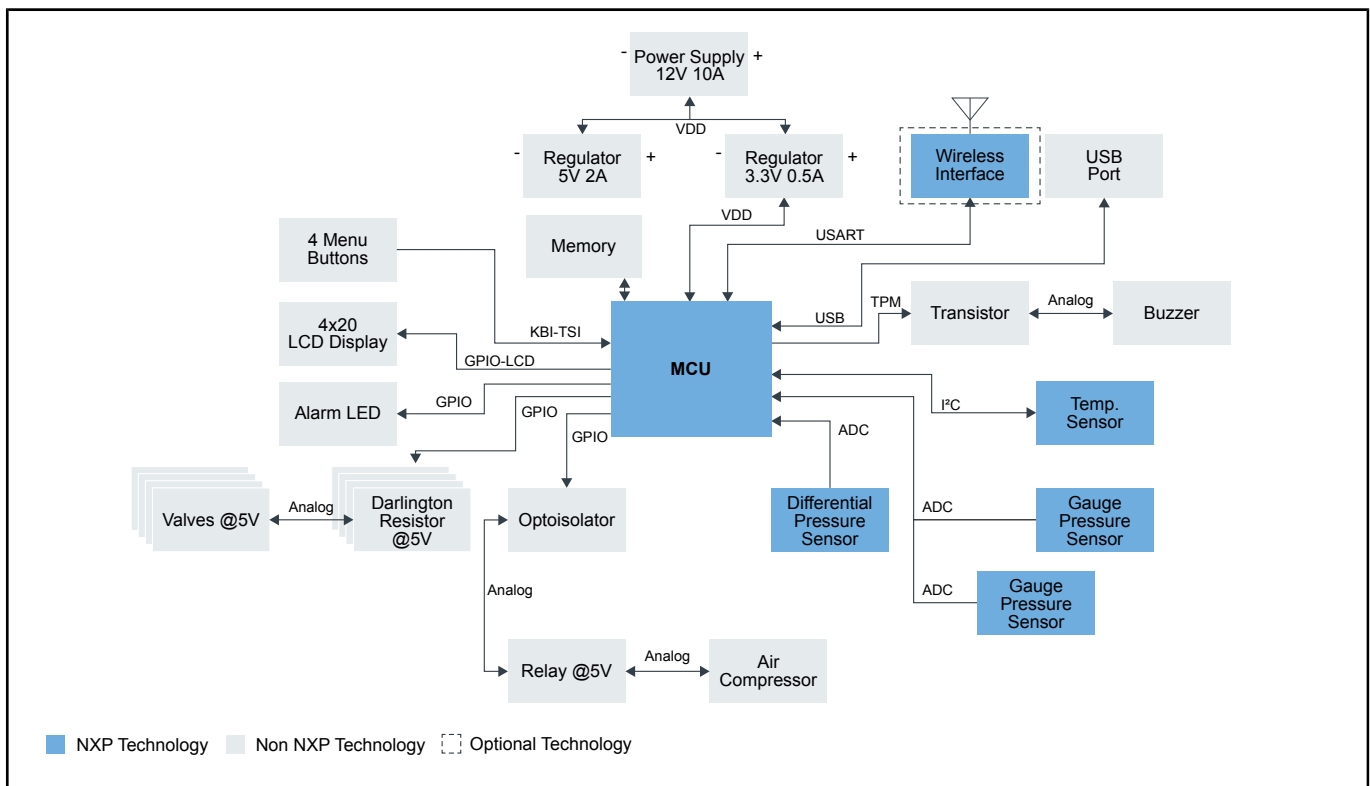 - Power Supply +
12V 10A
VDD
- Regulator +
5V 2A
- Regulator +
3.3V 0.5A
Wireless
Interface
USB
Port
VDD
USART
4 Menu
Buttons
Memory
TPM
USB
Transistor
Analog
Buzzer
4x20
LCD Display
KBI-TSI
GPIO-LCD
MCU
Alarm LED
GPIO
GPIO
GPIO
I²C
Temp.
Sensor
ADC
Valves @5V
Analog
Darlington
Resistor
@5V
Optoisolator
Differential
Pressure
Sensor
ADC
Gauge
Pressure
Sensor
ADC
Gauge
Pressure
Sensor
Analog
Relay @5V
Analog
Air
Compressor
NXP Technology
Non NXP Technology
Optional Technology